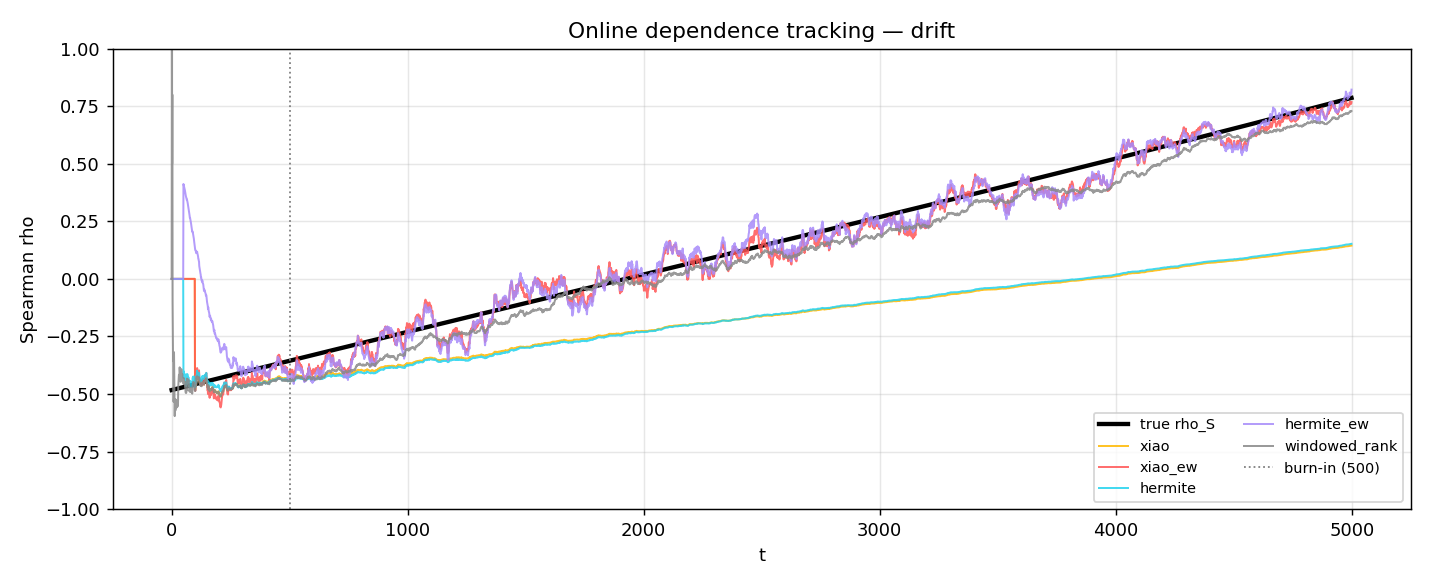 Online dependence tracking — drift
Spearman rho
1.00
0.75
0.50
0.25
0.00
−0.25
−0.50
−0.75
−1.00
0
1000
2000
3000
4000
5000
t
true rho_S
xiao
xiao_ew
hermite
hermite_ew
windowed_rank
burn-in (500)